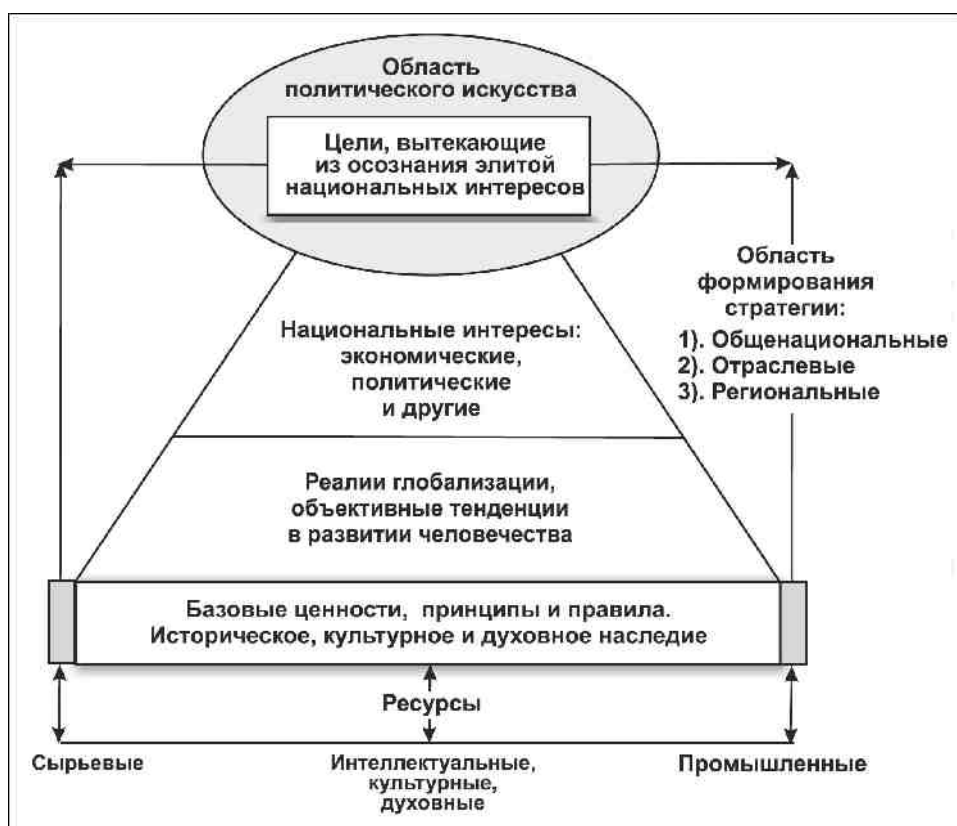 Область
политического искусства
Цели, вытекающие
из осознания элитой
национальных интересов
Область
формирования
стратегии:
1). Общенациональные
2). Отраслевые
3). Региональные
Национальные интересы:
экономические,
политические
и другие
Реалии глобализации,
объективные тенденции
в развитии человечества
Базовые ценности, принципы и правила.
Историческое, культурное и духовное наследие
Ресурсы
Сырьевые
Интеллектуальные,
культурные,
духовные
Промышленные